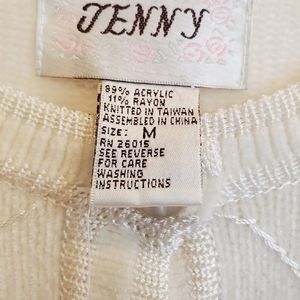 JENNY
89% ACRYLIC
11% RAYON
KNITTED IN TAIWAN
ASSEMBLED IN CHINA
SIZE: M
RN 26015
SEE REVERSE
FOR CARE
WASHING
INSTRUCTIONS